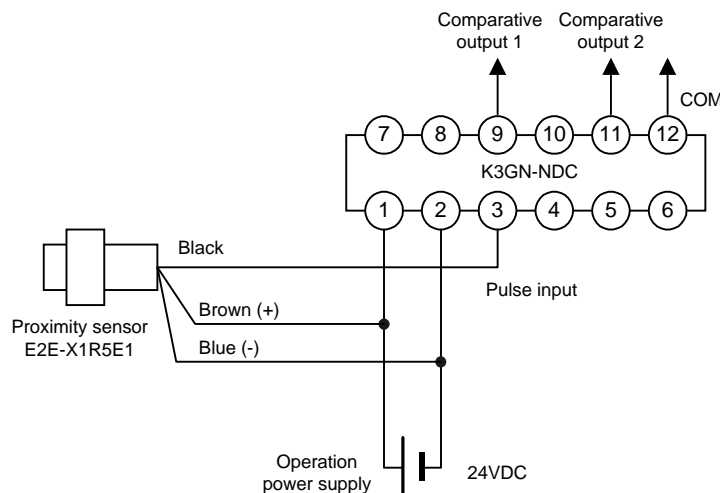 Comparative
output 1
Comparative
output 2
COM
7 8 9 10 11 12
K3GN-NDC
1 2 3 4 5 6
Black
Pulse input
Brown (+)
Proximity sensor
E2E-X1R5E1
Blue (-)
Operation
power supply
24VDC